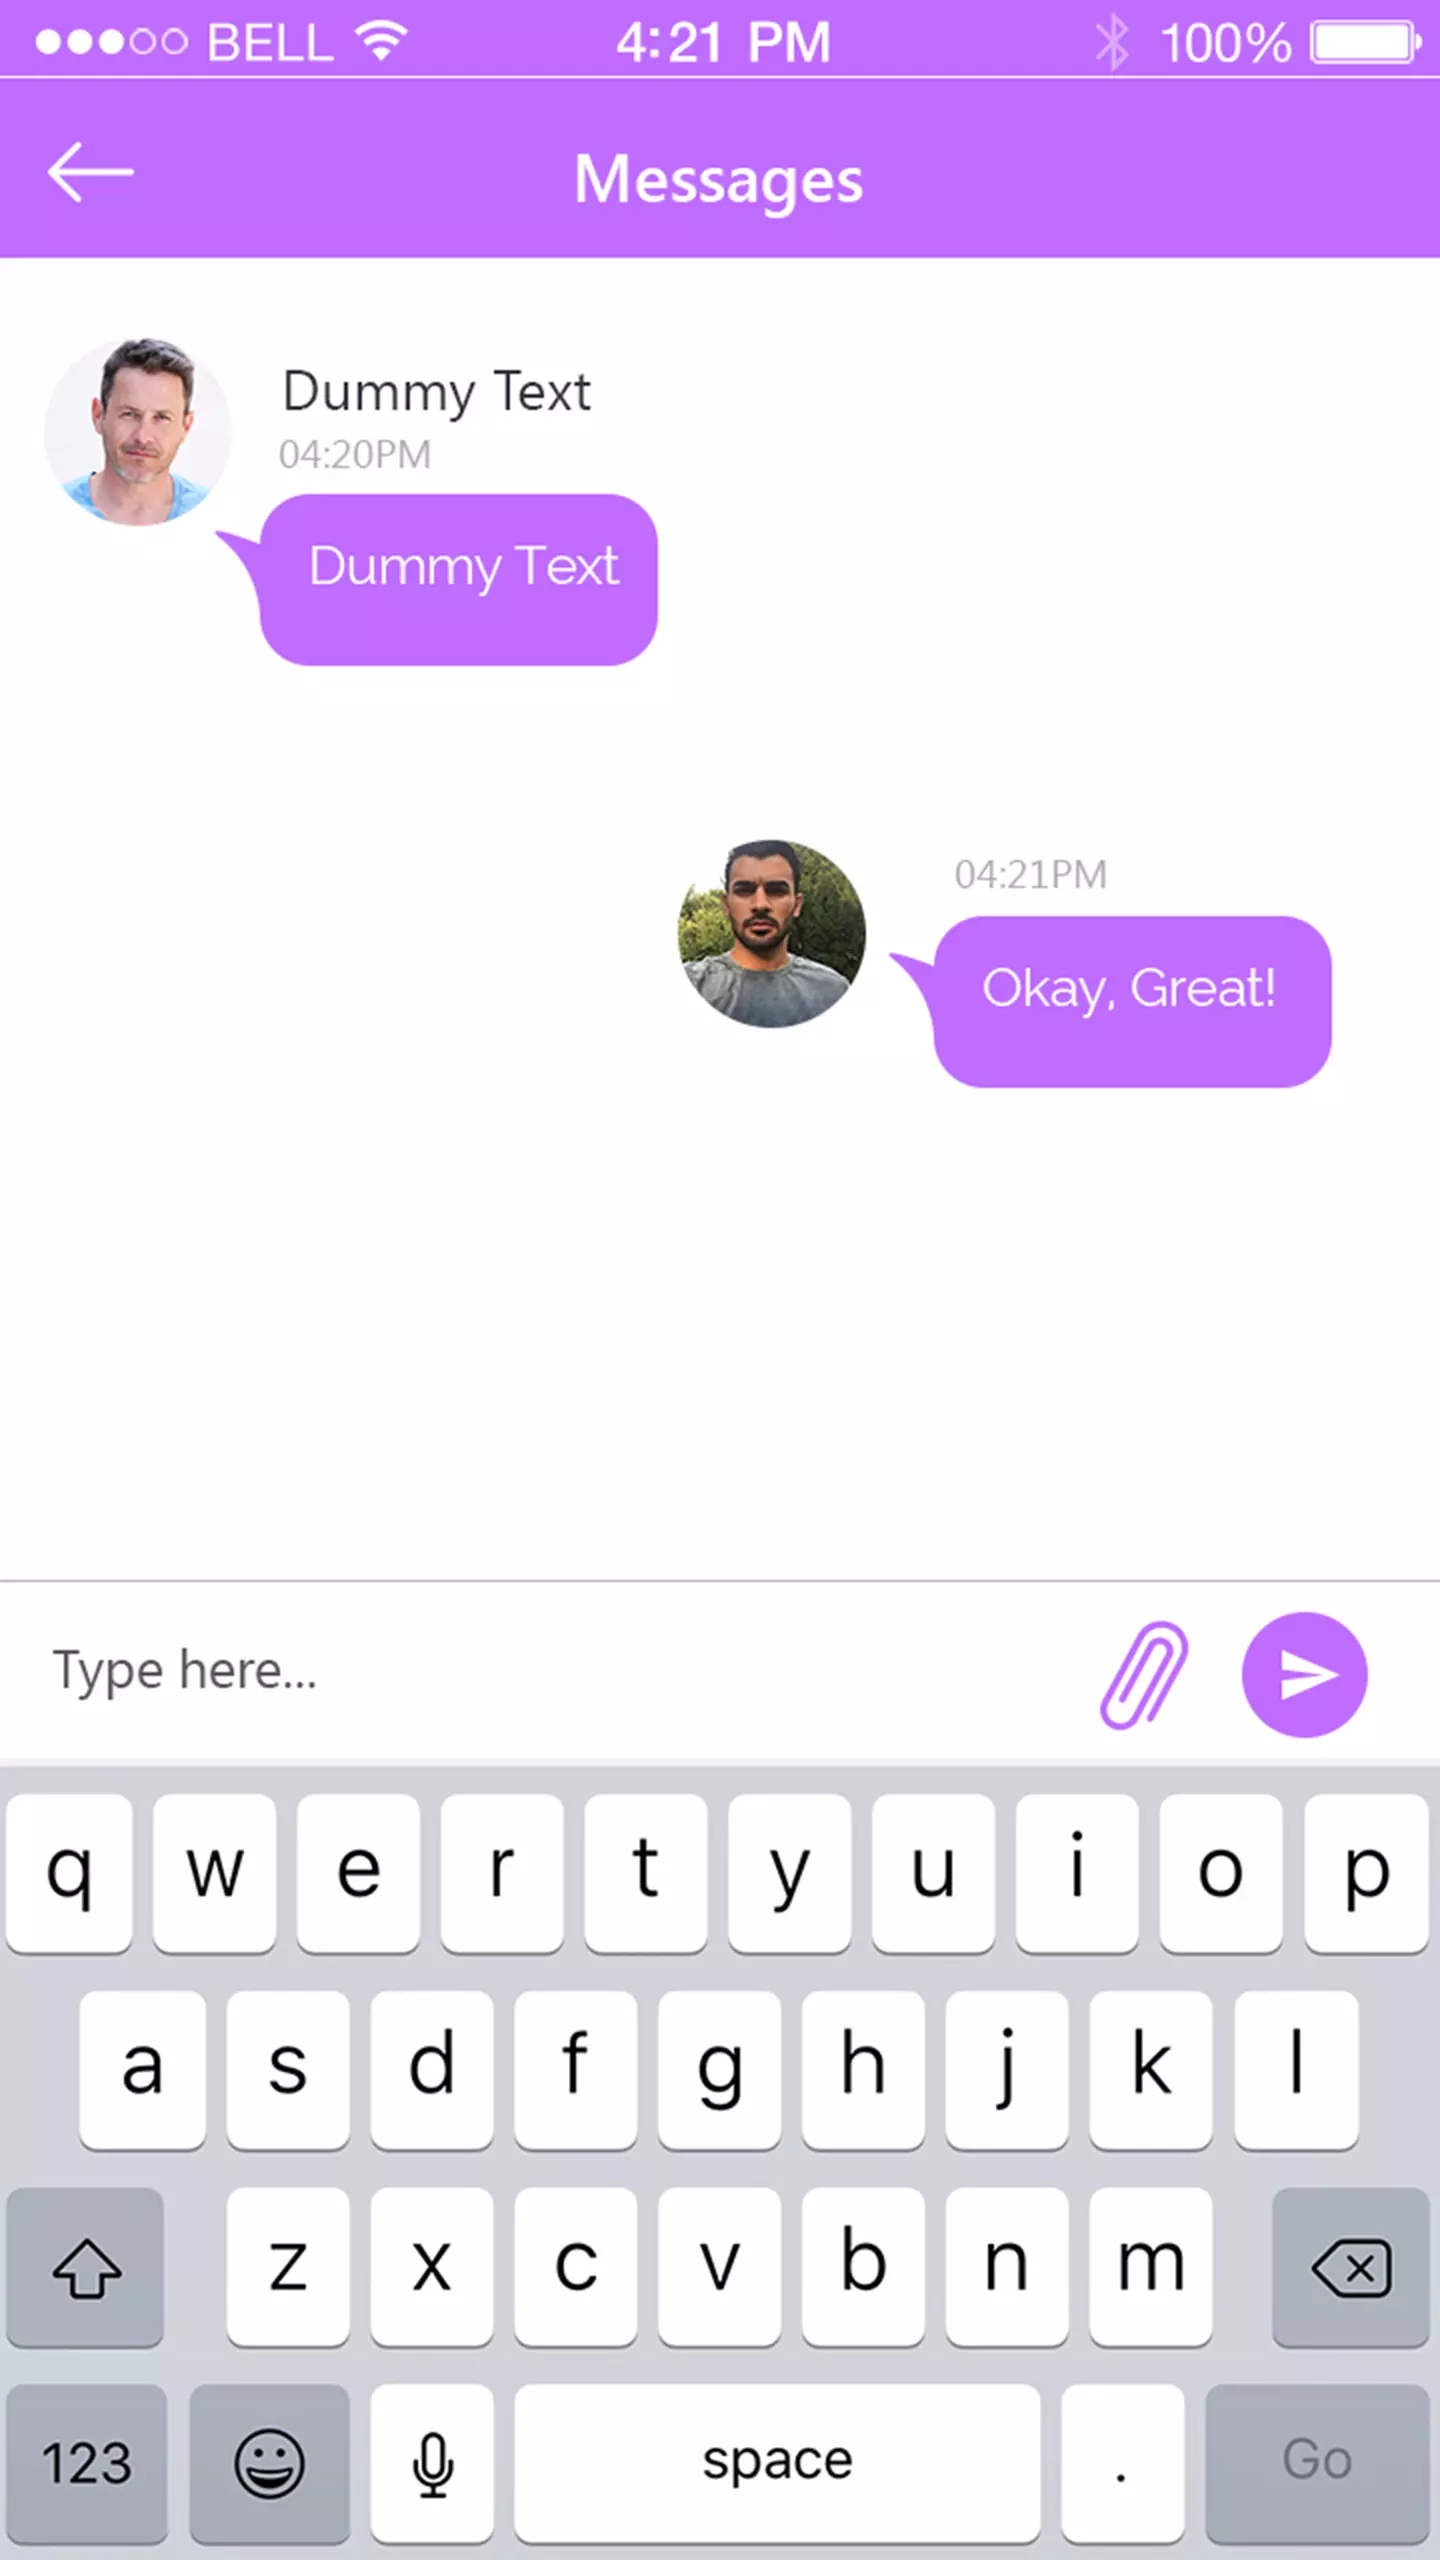 BELL 4:21 PM 100%
Messages
Dummy Text
04:20PM
Dummy Text
04:21PM
Okay, Great!
Type here...
q w e r t y u i o p
a s d f g h j k l
z x c v b n m
123 space . Go